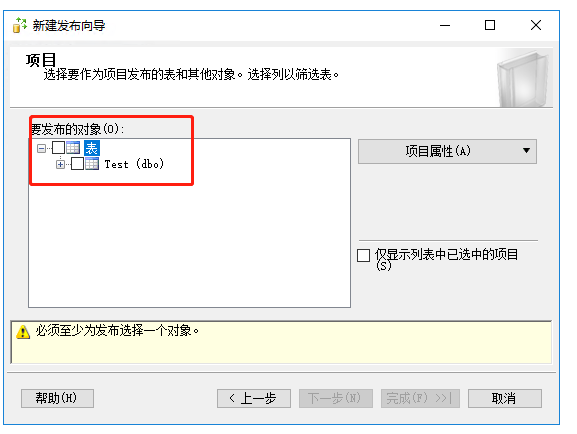 新建发布向导
项目
选择要作为项目发布的表和其他对象。选择列以筛选表。
要发布的对象(O):
表
Test (dbo)
项目属性(A)
仅显示列表中已选中的项目
(S)
必须至少为发布选择一个对象。
帮助(H)
< 上一步
下一步(N)
完成(F) >>|
取消